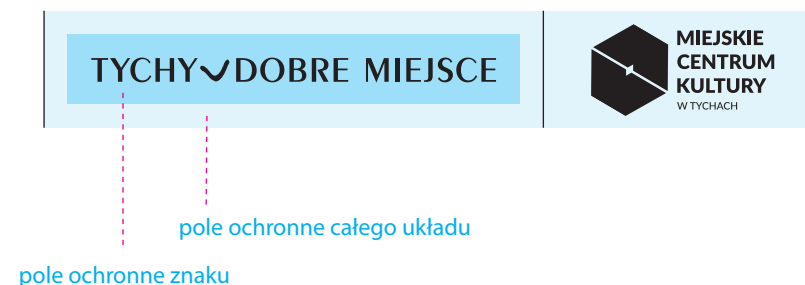 TYCHY DOBRE MIEJSCE
MIEJSKIE
CENTRUM
KULTURY
W TYCHACH
pole ochronne całego układu
pole ochronne znaku